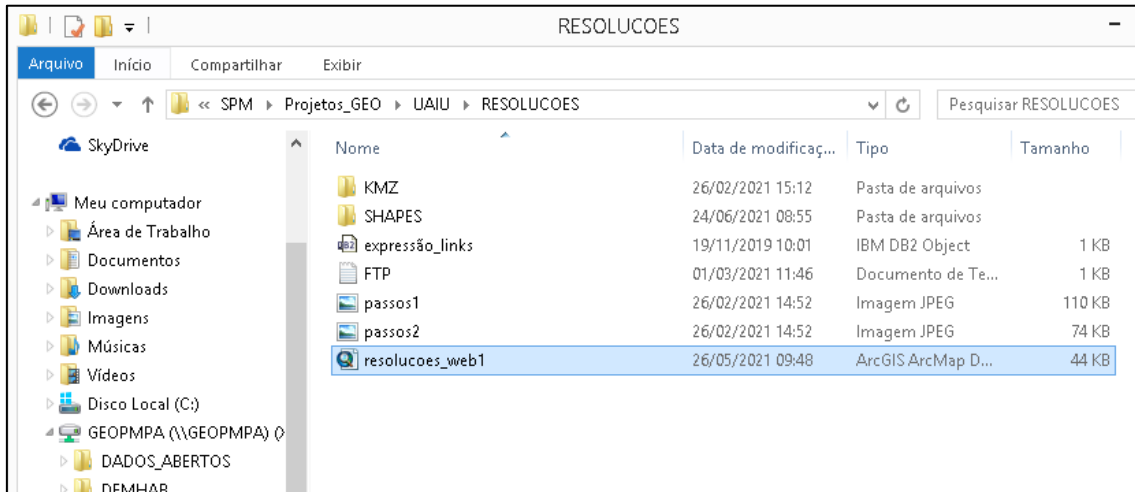 RESOLUCOES
Arquivo Início Compartilhar Exibir
« SPM Projetos_GEO UAIU RESOLUCOES Pesquisar RESOLUCOES
SkyDrive Nome Data de modificaç... Tipo Tamanho
KMZ 26/02/2021 15:12 Pasta de arquivos
Meu computador SHAPES 24/06/2021 08:55 Pasta de arquivos
Área de Trabalho expressão_links 19/11/2019 10:01 IBM DB2 Object 1 KB
Documentos FTP 01/03/2021 11:46 Documento de Te... 1 KB
Downloads passos1 26/02/2021 14:52 Imagem JPEG 110 KB
Imagens passos2 26/02/2021 14:52 Imagem JPEG 74 KB
Músicas resolucoes_web1 26/05/2021 09:48 ArcGIS ArcMap D... 44 KB
Vídeos
Disco Local (C:)
GEOPMPA (\\GEOPMPA)
DADOS_ABERTOS
DEMHAB